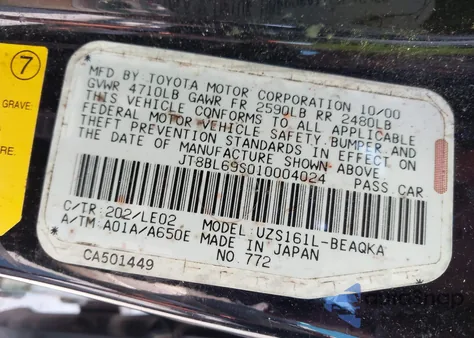 7
GRAVE:
MFD BY TOYOTA MOTOR CORPORATION 10/00
GVWR 4710LB GAWR FR 2590LB RR 2480LB
THIS VEHICLE CONFORMS TO ALL APPLICABLE
FEDERAL MOTOR VEHICLE SAFETY, BUMPER, AND
THEFT PREVENTION STANDARDS IN EFFECT ON
THE DATE OF MANUFACTURE SHOWN ABOVE.
JT8BL69S010004024 PASS CAR
C/TR: 202/LE02 MODEL: UZS161L-BEAQKA
A/TM: A01A/A650E MADE IN JAPAN
CA501449 NO 772